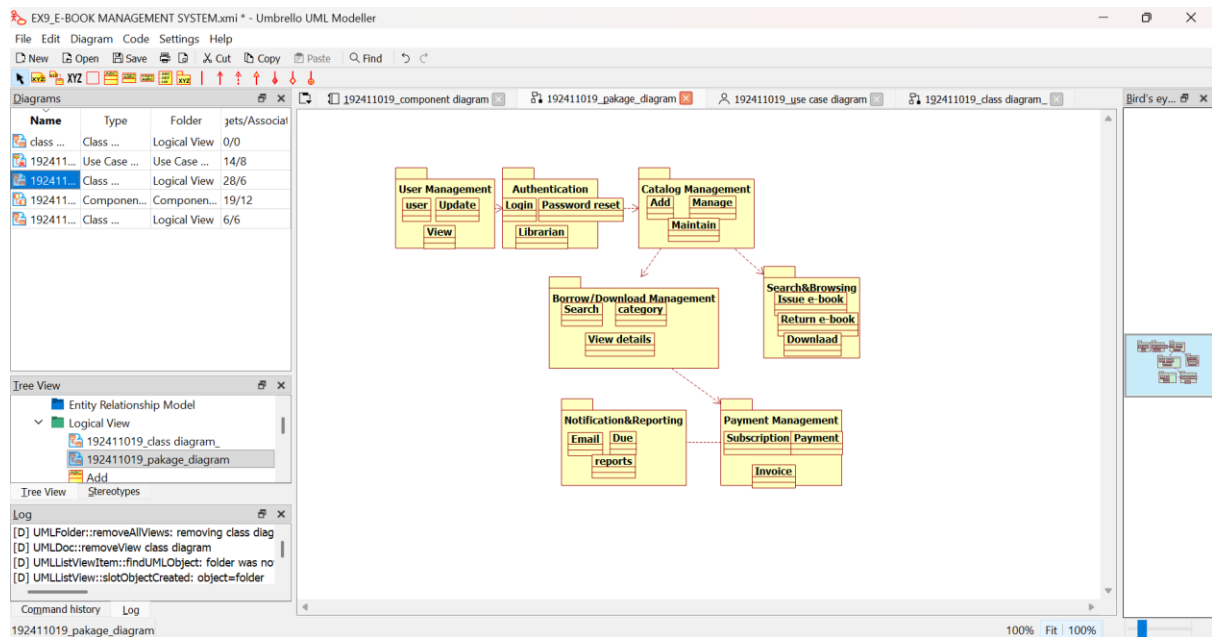 EX9_E-BOOK MANAGEMENT SYSTEM.xmi * - Umbrello UML Modeller
File Edit Diagram Code Settings Help
New Open Save Cut Copy Paste Find
XYZ
Diagrams
Name Type Folder gets/Associat
class ... Class ... Logical View 0/0
192411... Use Case ... Use Case ... 14/8
192411... Class ... Logical View 28/6
192411... Componen... Componen... 19/12
192411... Class ... Logical View 6/6
Tree View
Entity Relationship Model
Logical View
192411019_class diagram_
192411019_pakage_diagram
Add
Tree View Stereotypes
Log
[D] UMLFolder::removeAllViews: removing class diag
[D] UMLDoc::removeView class diagram
[D] UMLListViewItem::findUMLObject: folder was no
[D] UMLListView::slotObjectCreated: object=folder
Command history Log
192411019_pakage_diagram
192411019_component diagram 192411019_pakage_diagram 192411019_use case diagram 192411019_class diagram_
User Management
user Update
View
Authentication
Login Password reset
Librarian
Catalog Management
Add Manage
Maintain
Borrow/Download Management
Search category
View details
Search&Browsing
Issue e-book
Return e-book
Downlaad
Notification&Reporting
Email Due
reports
Payment Management
Subscription Payment
Invoice
Bird's ey...
100% Fit 100%